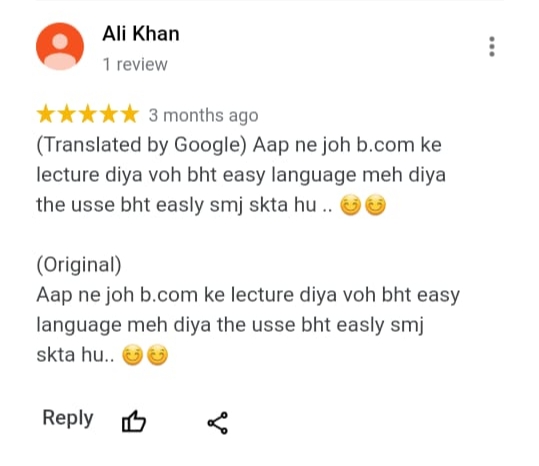 Ali Khan
1 review
3 months ago
(Translated by Google) Aap ne joh b.com ke
lecture diya voh bht easy language meh diya
the usse bht easly smj skta hu .. 😊😊
(Original)
Aap ne joh b.com ke lecture diya voh bht easy
language meh diya the usse bht easly smj
skta hu.. 😊😊
Reply